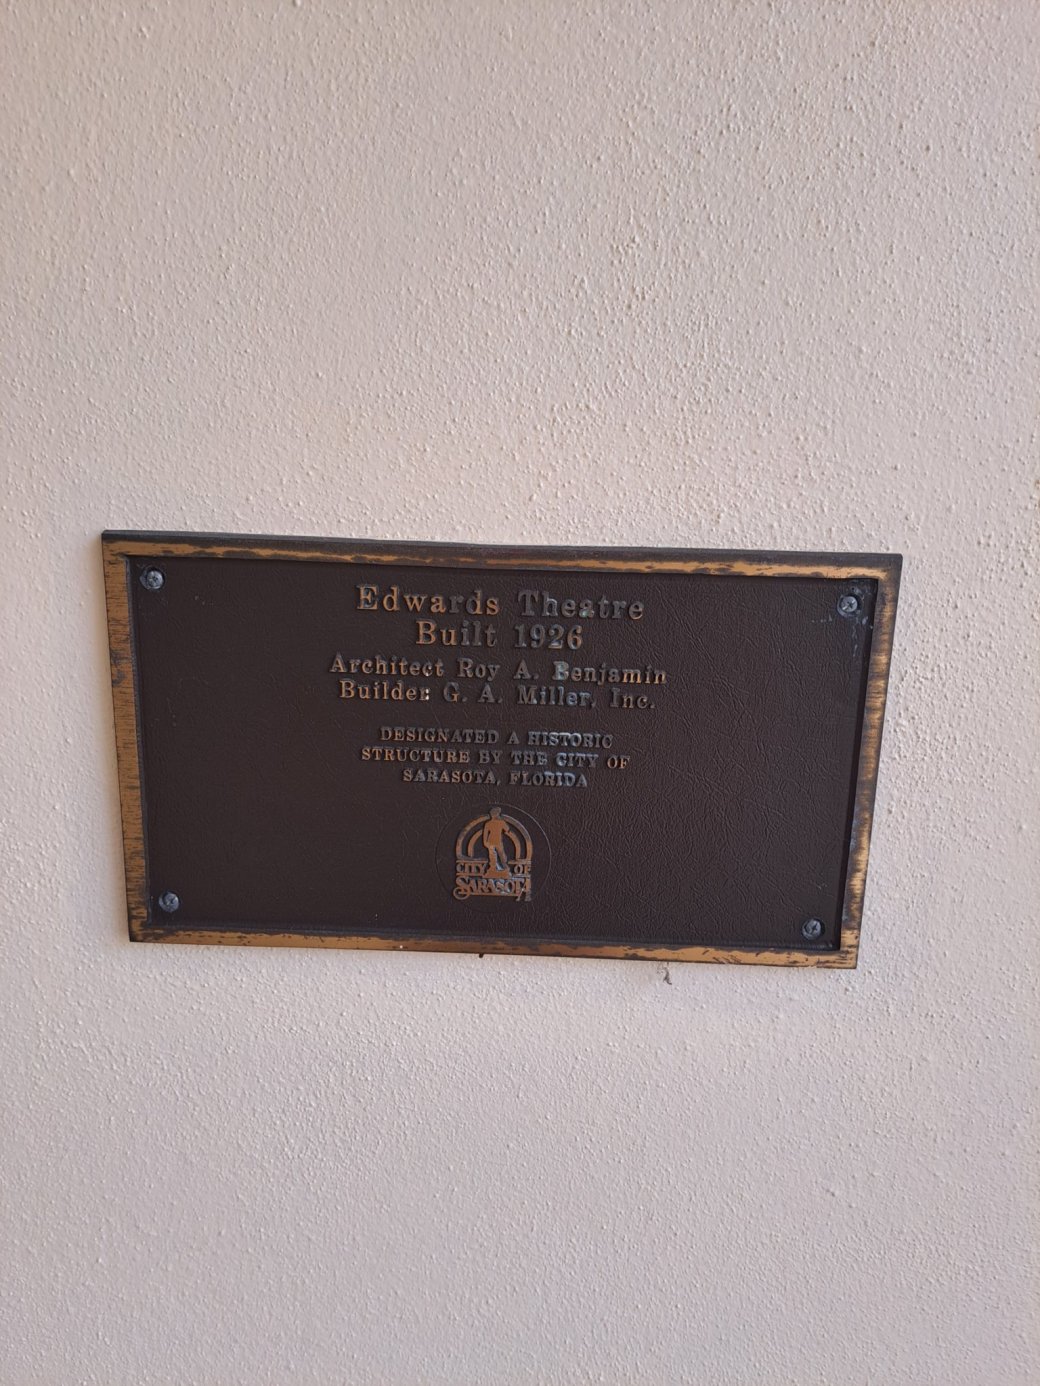 Edwards Theatre
Built 1926
Architect Roy A. Benjamin
Builder: G. A. Miller, Inc.
DESIGNATED A HISTORIC
STRUCTURE BY THE CITY OF
SARASOTA, FLORIDA
CITY OF
SARASOTA